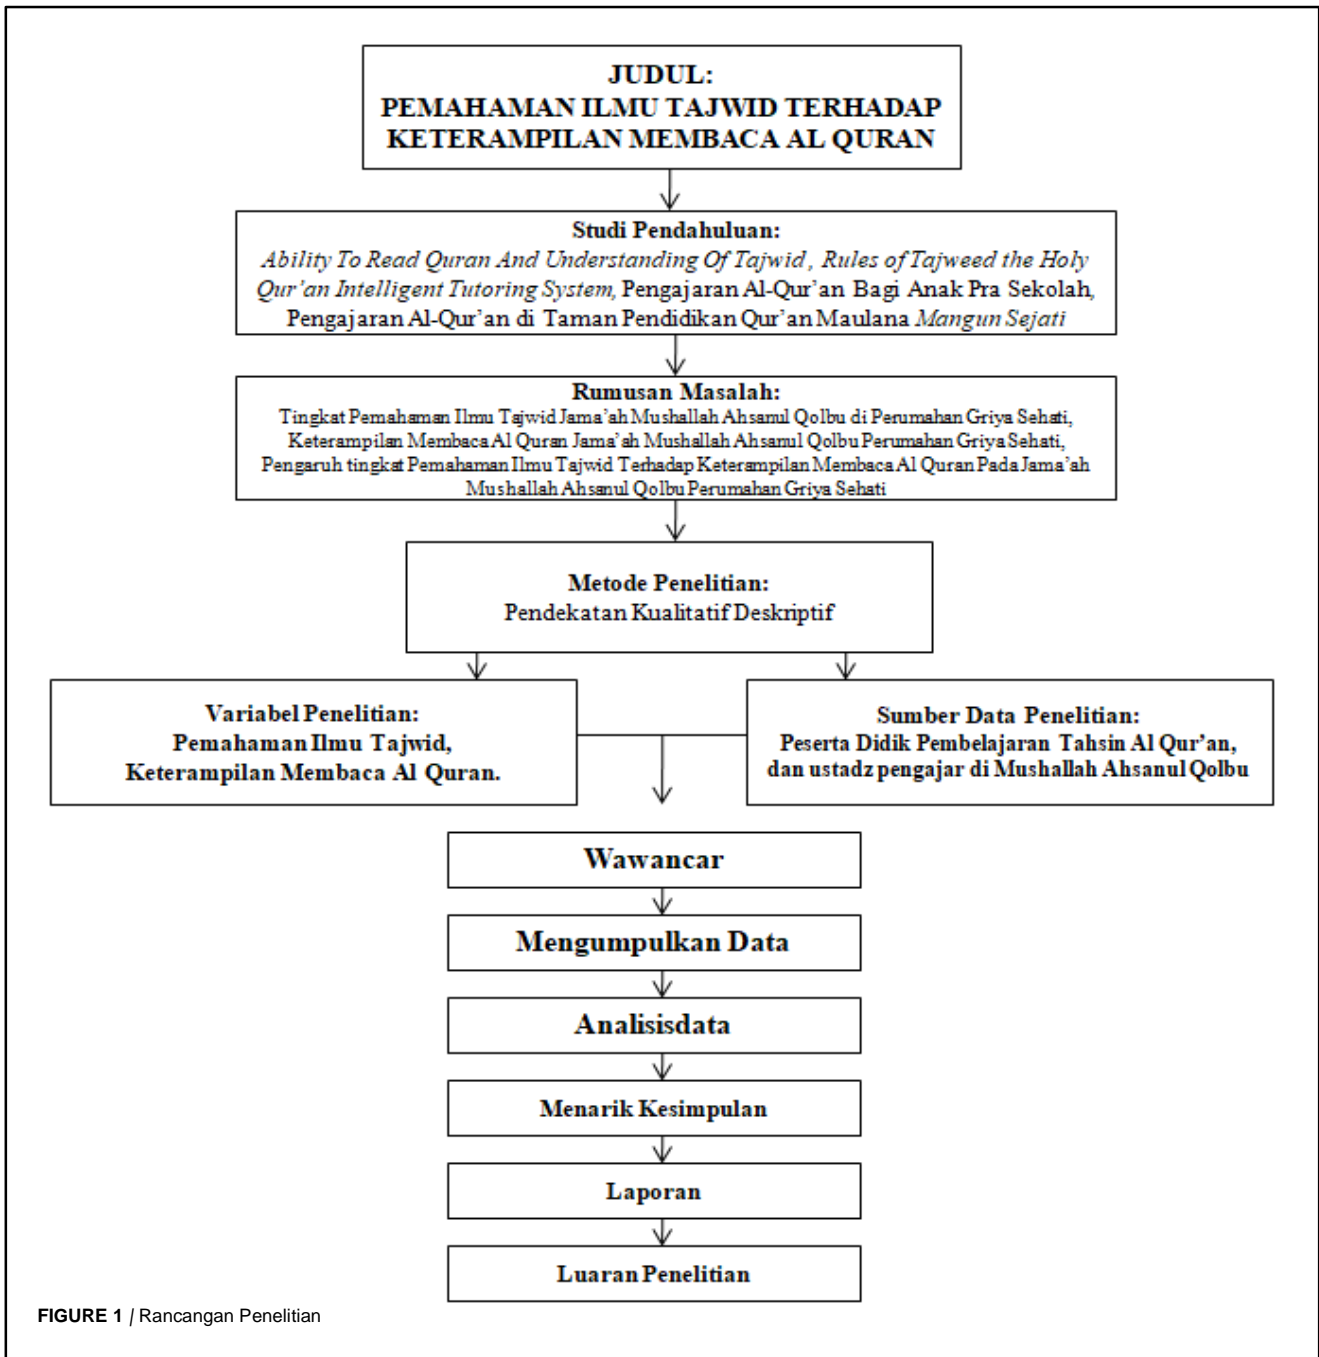 JUDUL:
PEMAHAMAN ILMU TAJWID TERHADAP
KETERAMPILAN MEMBACA AL QURAN
Studi Pendahuluan:
Ability To Read Quran And Understanding Of Tajwid , Rules of Tajweed the Holy
Qur’an Intelligent Tutoring System, Pengajaran Al-Qur’an Bagi Anak Pra Sekolah,
Pengajaran Al-Qur’an di Taman Pendidikan Qur’an Maulana Mangun Sejati
Rumusan Masalah:
Tingkat Pemahaman Ilmu Tajwid Jama’ah Mushallah Ahsanul Qolbu di Perumahan Griya Sehati,
Keterampilan Membaca Al Quran Jama’ah Mushallah Ahsanul Qolbu Perumahan Griya Sehati,
Pengaruh tingkat Pemahaman Ilmu Tajwid Terhadap Keterampilan Membaca Al Quran Pada Jama’ah
Mushallah Ahsanul Qolbu Perumahan Griya Sehati
Metode Penelitian:
Pendekatan Kualitatif Deskriptif
Variabel Penelitian:
Pemahaman Ilmu Tajwid,
Keterampilan Membaca Al Quran.
Sumber Data Penelitian:
Peserta Didik Pembelajaran Tahsin Al Qur’an,
dan ustadz pengajar di Mushallah Ahsanul Qolbu
Wawancar
Mengumpulkan Data
Analisisdata
Menarik Kesimpulan
Laporan
Luaran Penelitian
FIGURE 1 | Rancangan Penelitian